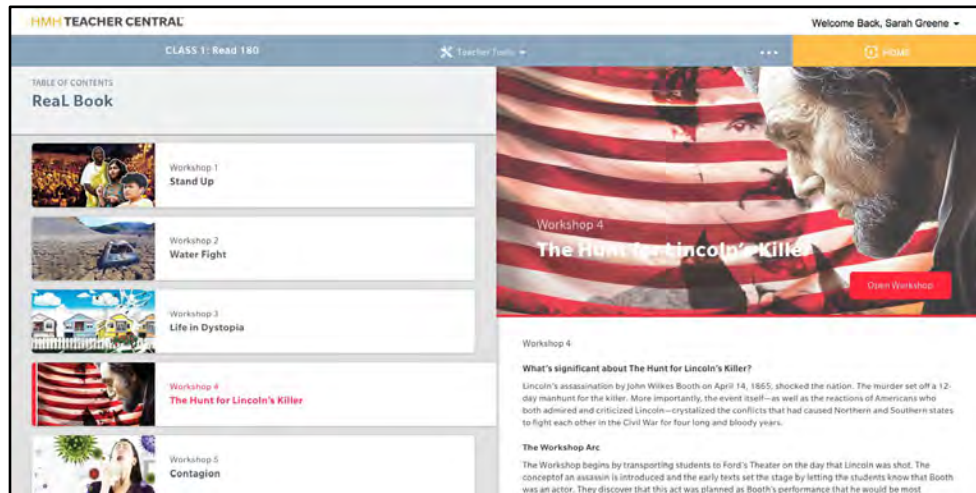 HMH TEACHER CENTRAL
Welcome Back, Sarah Greene
CLASS 1: Read 180
Teacher Tools
HOME
TABLE OF CONTENTS
ReaL Book
Workshop 1
Stand Up
Workshop 2
Water Fight
Workshop 3
Life in Dystopia
Workshop 4
The Hunt for Lincoln's Killer
Workshop 5
Contagion
Workshop 4
The Hunt for Lincoln's Killer
Open Workshop
Workshop 4
What's significant about The Hunt for Lincoln's Killer?
Lincoln's assassination by John Wilkes Booth on April 14, 1865, shocked the nation. The murder set off a 12-
day manhunt for the killer. More importantly, the event itself—as well as the reactions of Americans who
both admired and criticized Lincoln—crystalized the conflicts that had caused Northern and Southern states
to fight each other in the Civil War for four long and bloody years.
The Workshop Arc
The Workshop begins by transporting students to Ford's Theater on the day that Lincoln was shot. The
conceptof an assassin is introduced and the early texts set the stage by letting the students know that Booth
was an actor. They discover that this act was planned as Booth's performance that he would be most